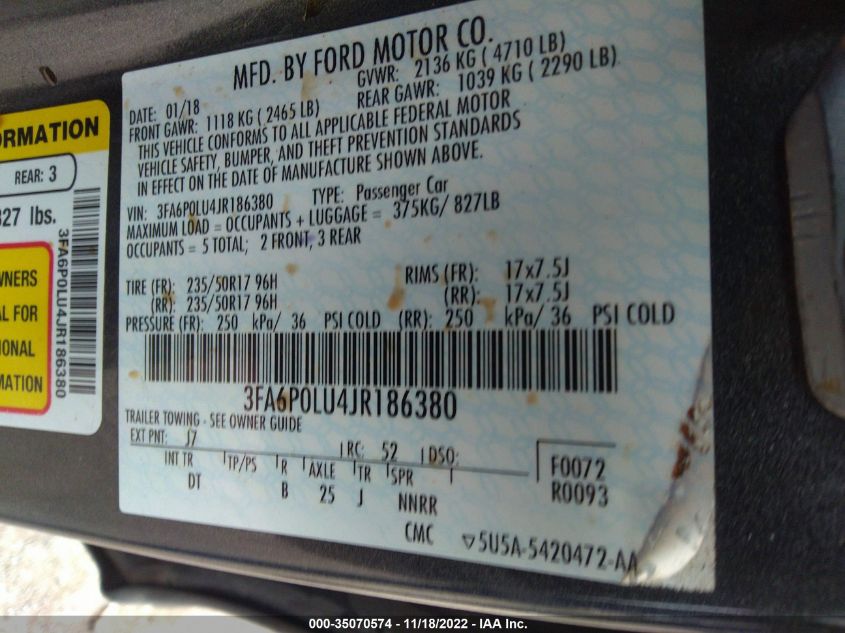 MFD. BY FORD MOTOR CO.
DATE: 01/18 GVWR: 2136 KG ( 4710 LB)
FRONT GAWR: 1118 KG ( 2465 LB) REAR GAWR: 1039 KG ( 2290 LB)
THIS VEHICLE CONFORMS TO ALL APPLICABLE FEDERAL MOTOR
VEHICLE SAFETY, BUMPER, AND THEFT PREVENTION STANDARDS
IN EFFECT ON THE DATE OF MANUFACTURE SHOWN ABOVE.
VIN: 3FA6P0LU4JR186380 TYPE: Passenger Car
MAXIMUM LOAD = OCCUPANTS + LUGGAGE = 375KG/ 827LB
OCCUPANTS = 5 TOTAL; 2 FRONT, 3 REAR
TIRE (FR): 235/50R17 96H RIMS (FR): 17x7.5J
(RR): 235/50R17 96H (RR): 17x7.5J
PRESSURE (FR): 250 kPa/ 36 PSI COLD (RR): 250 kPa/ 36 PSI COLD
3FA6P0LU4JR186380
TRAILER TOWING - SEE OWNER GUIDE
EXT PNT: J7 RC: 52 DSO:
INT TR TP/PS R AXLE TR SPR
DT B 25 J NNRR
F0072
R0093
CMC ▽5U5A-5420472-AA
ORMATION
REAR: 3
827 lbs.
WNERS
AL FOR
IONAL
MATION
3FA6P0LU4JR186380
000-35070574 - 11/18/2022 - IAA Inc.